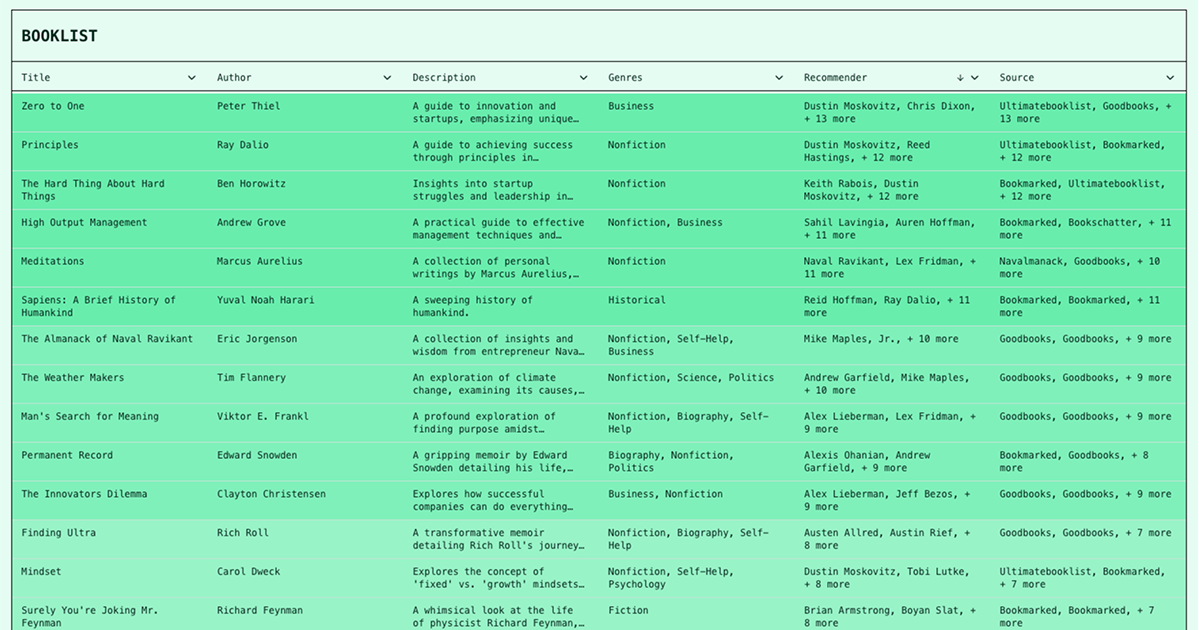 BOOKLIST
Title Author Description Genres Recommender Source
Zero to One Peter Thiel A guide to innovation and Business Dustin Moskovitz, Chris Dixon, Ultimatebooklist, Goodbooks, +
startups, emphasizing unique… + 13 more 13 more
Principles Ray Dalio A guide to achieving success Nonfiction Dustin Moskovitz, Reed Ultimatebooklist, Bookmarked,
through principles in… Hastings, + 12 more + 12 more
The Hard Thing About Hard Ben Horowitz Insights into startup Nonfiction Keith Rabois, Dustin Bookmarked, Ultimatebooklist,
Things struggles and leadership in… Moskovitz, + 12 more + 12 more
High Output Management Andrew Grove A practical guide to effective Nonfiction, Business Sahil Lavingia, Auren Hoffman, Bookmarked, Bookschatter, + 11
management techniques and… + 11 more more
Meditations Marcus Aurelius A collection of personal Nonfiction Naval Ravikant, Lex Fridman, + Navalmanack, Goodbooks, + 10
writings by Marcus Aurelius,… 11 more more
Sapiens: A Brief History of Yuval Noah Harari A sweeping history of Historical Reid Hoffman, Ray Dalio, + 11 Bookmarked, Bookmarked, + 11
Humankind humankind. more more
The Almanack of Naval Ravikant Eric Jorgenson A collection of insights and Nonfiction, Self-Help, Mike Maples, Jr., + 10 more Goodbooks, Goodbooks, + 9 more
wisdom from entrepreneur Nava… Business
The Weather Makers Tim Flannery An exploration of climate Nonfiction, Science, Politics Andrew Garfield, Mike Maples, Goodbooks, Goodbooks, + 9 more
change, examining its causes,… + 10 more
Man's Search for Meaning Viktor E. Frankl A profound exploration of Nonfiction, Biography, Self- Alex Lieberman, Lex Fridman, + Goodbooks, Goodbooks, + 9 more
finding purpose amidst… Help 9 more
Permanent Record Edward Snowden A gripping memoir by Edward Biography, Nonfiction, Alexis Ohanian, Andrew Bookmarked, Goodbooks, + 8
Snowden detailing his life,… Politics Garfield, + 9 more more
The Innovators Dilemma Clayton Christensen Explores how successful Business, Nonfiction Alex Lieberman, Jeff Bezos, + Goodbooks, Goodbooks, + 9 more
companies can do everything… 9 more
Finding Ultra Rich Roll A transformative memoir Nonfiction, Biography, Self- Austen Allred, Austin Rief, + Goodbooks, Goodbooks, + 7 more
detailing Rich Roll's journey… Help 8 more
Mindset Carol Dweck Explores the concept of Nonfiction, Self-Help, Dustin Moskovitz, Tobi Lutke, Ultimatebooklist, Bookmarked,
'fixed' vs. 'growth' mindsets… Psychology + 8 more + 7 more
Surely You're Joking Mr. Richard Feynman A whimsical look at the life Fiction Brian Armstrong, Boyan Slat, + Bookmarked, Bookmarked, + 7
Feynman of physicist Richard Feynman,… 8 more more